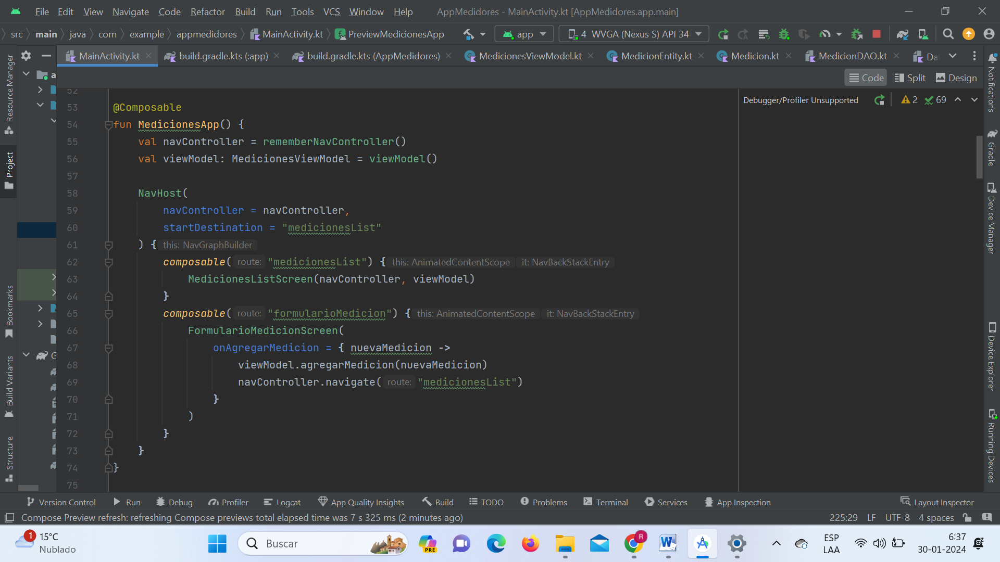 File Edit View Navigate Code Refactor Build Run Tools VCS Window Help AppMedidores - MainActivity.kt [AppMedidores.app.main]
src main java com example appmedidores MainActivity.kt PreviewMedicionesApp app 4 WVGA (Nexus S) API 34
MainActivity.kt build.gradle.kts (:app) build.gradle.kts (AppMedidores) MedicionesViewModel.kt MedicionEntity.kt Medicion.kt MedicionDAO.kt Da
Code Split Design
Debugger/Profiler Unsupported 2 69
Resource Manager
Project
Bookmarks
Build Variants
Structure
a
G
52
53 @Composable
54 fun MedicionesApp() {
55 val navController = rememberNavController()
56 val viewModel: MedicionesViewModel = viewModel()
57
58 NavHost(
59 navController = navController,
60 startDestination = "medicionesList"
61 ) { this: NavGraphBuilder
62 composable( route: "medicionesList") { this: AnimatedContentScope it: NavBackStackEntry
63 MedicionesListScreen(navController, viewModel)
64 }
65 composable( route: "formularioMedicion") { this: AnimatedContentScope it: NavBackStackEntry
66 FormularioMedicionScreen(
67 onAgregarMedicion = { nuevaMedicion ->
68 viewModel.agregarMedicion(nuevaMedicion)
69 navController.navigate( route: "medicionesList")
70 }
71 )
72 }
73 }
74 }
75
Notifications
Gradle
Device Manager
Device Explorer
Running Devices
Version Control Run Debug Profiler Logcat App Quality Insights Build TODO Problems Terminal Services App Inspection Layout Inspector
Compose Preview refresh: refreshing Compose previews total elapsed time was 7 s 325 ms (2 minutes ago) 225:29 LF UTF-8 4 spaces
1 15°C
Nublado
Buscar
PRE
R
W
ESP
LAA
6:37
30-01-2024